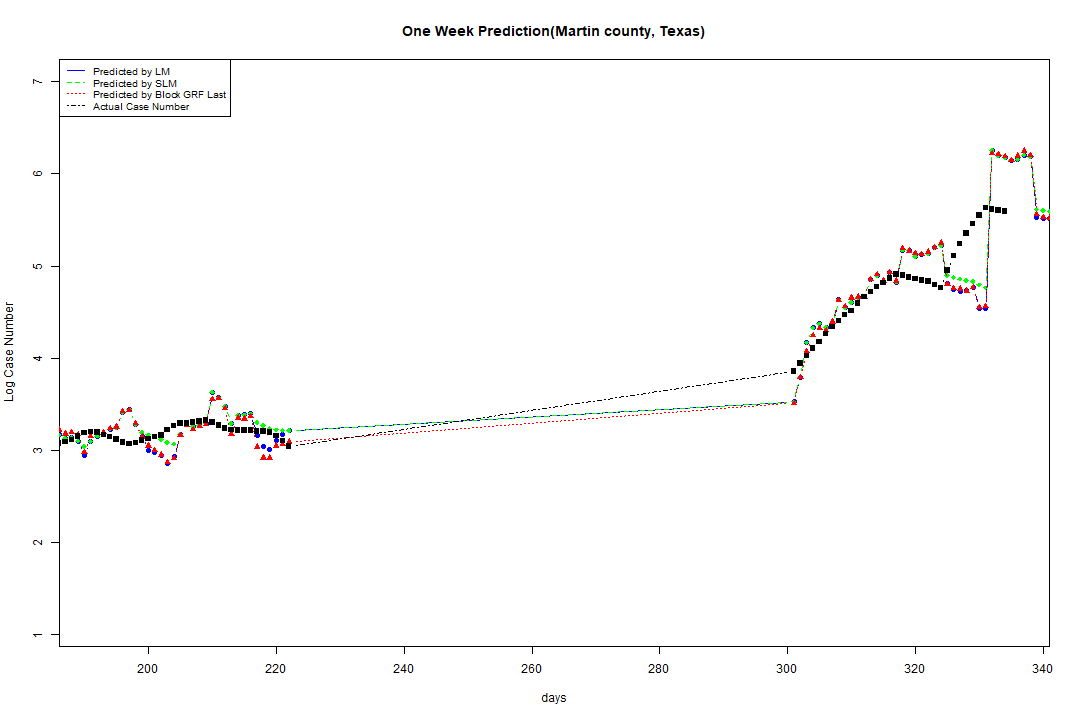 One Week Prediction(Martin county, Texas)
Predicted by LM
Predicted by SLM
Predicted by Block GRF Last
Actual Case Number
7
6
5
4
3
2
1
Log Case Number
200 220 240 260 280 300 320 340
days